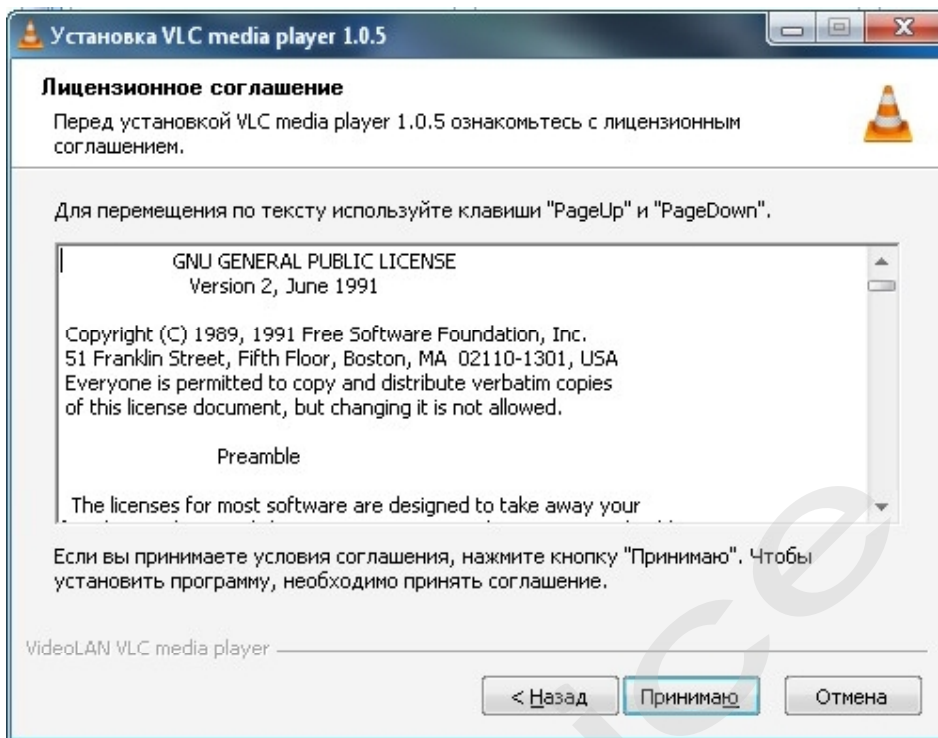 Установка VLC media player 1.0.5
Лицензионное соглашение
Перед установкой VLC media player 1.0.5 ознакомьтесь с лицензионным
соглашением.
Для перемещения по тексту используйте клавиши "PageUp" и "PageDown".
GNU GENERAL PUBLIC LICENSE
Version 2, June 1991
Copyright (C) 1989, 1991 Free Software Foundation, Inc.
51 Franklin Street, Fifth Floor, Boston, MA  02110-1301, USA
Everyone is permitted to copy and distribute verbatim copies
of this license document, but changing it is not allowed.
Preamble
The licenses for most software are designed to take away your
Если вы принимаете условия соглашения, нажмите кнопку "Принимаю". Чтобы
установить программу, необходимо принять соглашение.
VideoLAN VLC media player
< Назад Принимаю Отмена